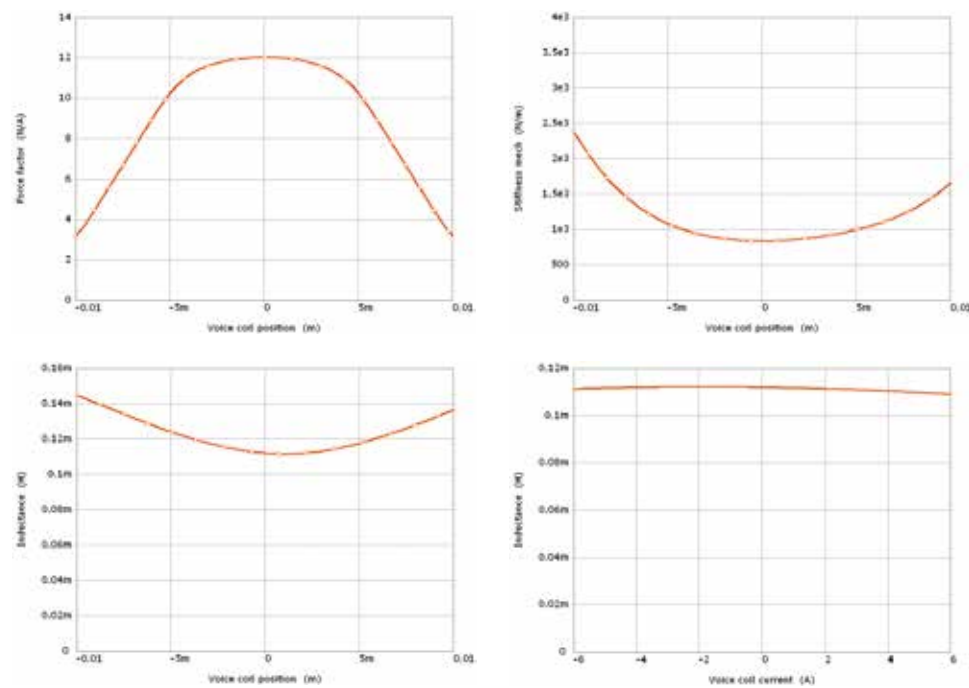 14
12
10
8
6
4
2
0
Force factor (N/A)
-0.01 -5m 0 5m 0.01
Voice coil position (m)
4e3
3.5e3
3e3
2.5e3
2e3
1.5e3
1e3
500
0
Stiffness mech (N/m)
-0.01 -5m 0 5m 0.01
Voice coil position (m)
0.16m
0.14m
0.12m
0.1m
0.08m
0.06m
0.04m
0.02m
0
Inductance (H)
-0.01 -5m 0 5m 0.01
Voice coil position (m)
0.12m
0.1m
0.08m
0.06m
0.04m
0.02m
0
Inductance (H)
-6 -4 -2 0 2 4 6
Voice coil current (A)